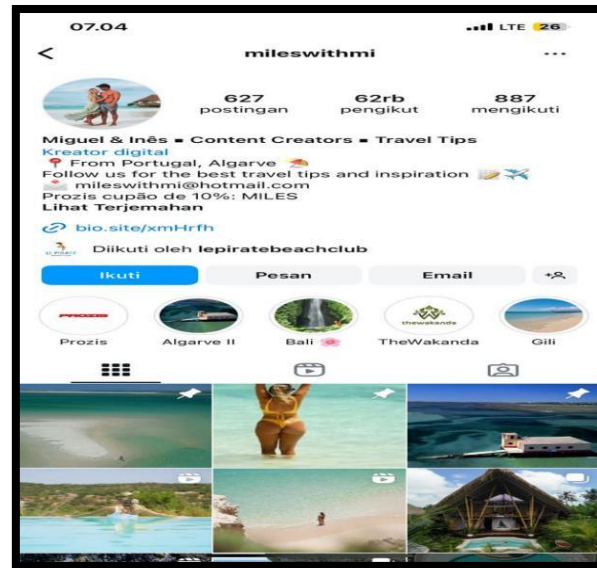 07.04 LTE 26
mileswithmi
627 62rb 887
postingan pengikut mengikuti
Miguel & Inês ▪ Content Creators ▪ Travel Tips
Kreator digital
📍 From Portugal, Algarve ⛱️
Follow us for the best travel tips and inspiration 🌽✈️
📩 mileswithmi@hotmail.com
Prozis cupão de 10%: MILES
Lihat Terjemahan
bio.site/xmHrfh
Diikuti oleh lepiratebeachclub
Ikuti Pesan Email
PROZIS thewakanda
Prozis Algarve II Bali 🌸 TheWakanda Gili